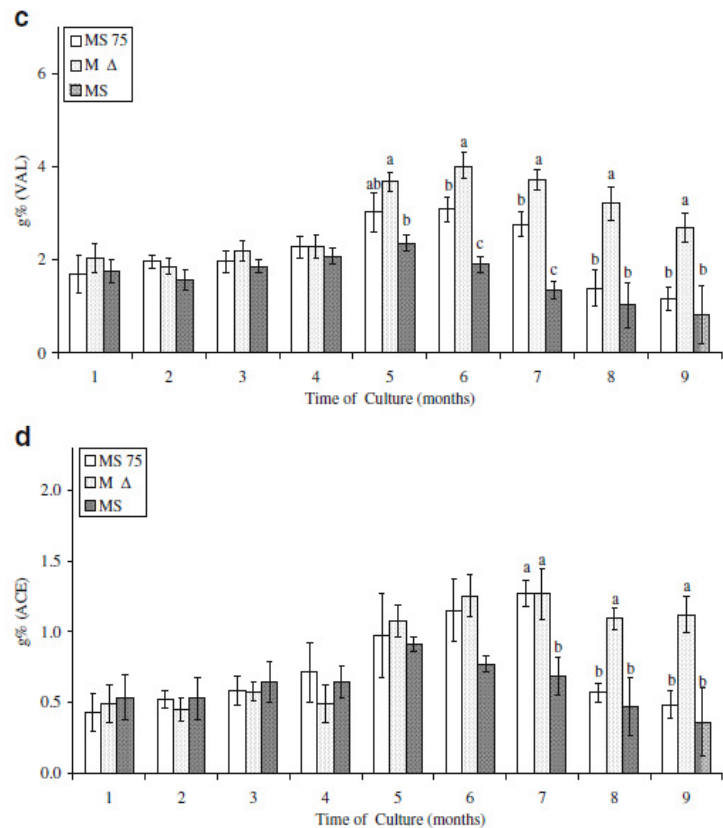 c
MS 75
M Δ
MS
6
4
2
0
g% (VAL)
ab a b
b a c
b a c
b a b
b a b
1 2 3 4 5 6 7 8 9
Time of Culture (months)
d
MS 75
M Δ
MS
2.0
1.5
1.0
0.5
0.0
g% (ACE)
a a b
b a b
b a b
1 2 3 4 5 6 7 8 9
Time of Culture (months)